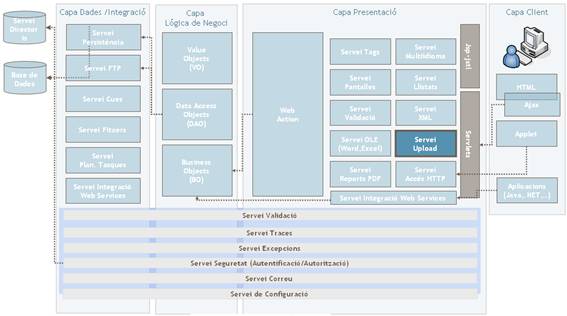 Capa Dades /Integració
Capa
Lògica de Negoci
Capa Presentació
Capa Client
Servei
Directori
is
Base de
Dades
Servei
Persistència
Servei FTP
Servei Cues
Servei Fitxers
Servei
Plan. Tasques
Servei Integració
Web Services
Value
Objects
(VO)
Data Access
Objects
(DAO)
Business
Objects
(BO)
Web
Action
Servei Tags
Servei
Multiidioma
Servei
Pantalles
Servei
Llistats
Servei
Validació
Servei
XML
Servei OLE
(Word,Excel)
Servei
Upload
Servei
Reports PDF
Servei
Accés HTTP
Servei Integració Web Services
Servlets
HTML
Ajax
Applet
Aplicacions
(Java, .NET,..)
Servei Validació
Servei Traces
Servei Excepcions
Servei Seguretat (Autentificació/Autorització)
Servei Correu
Servei de Configuració